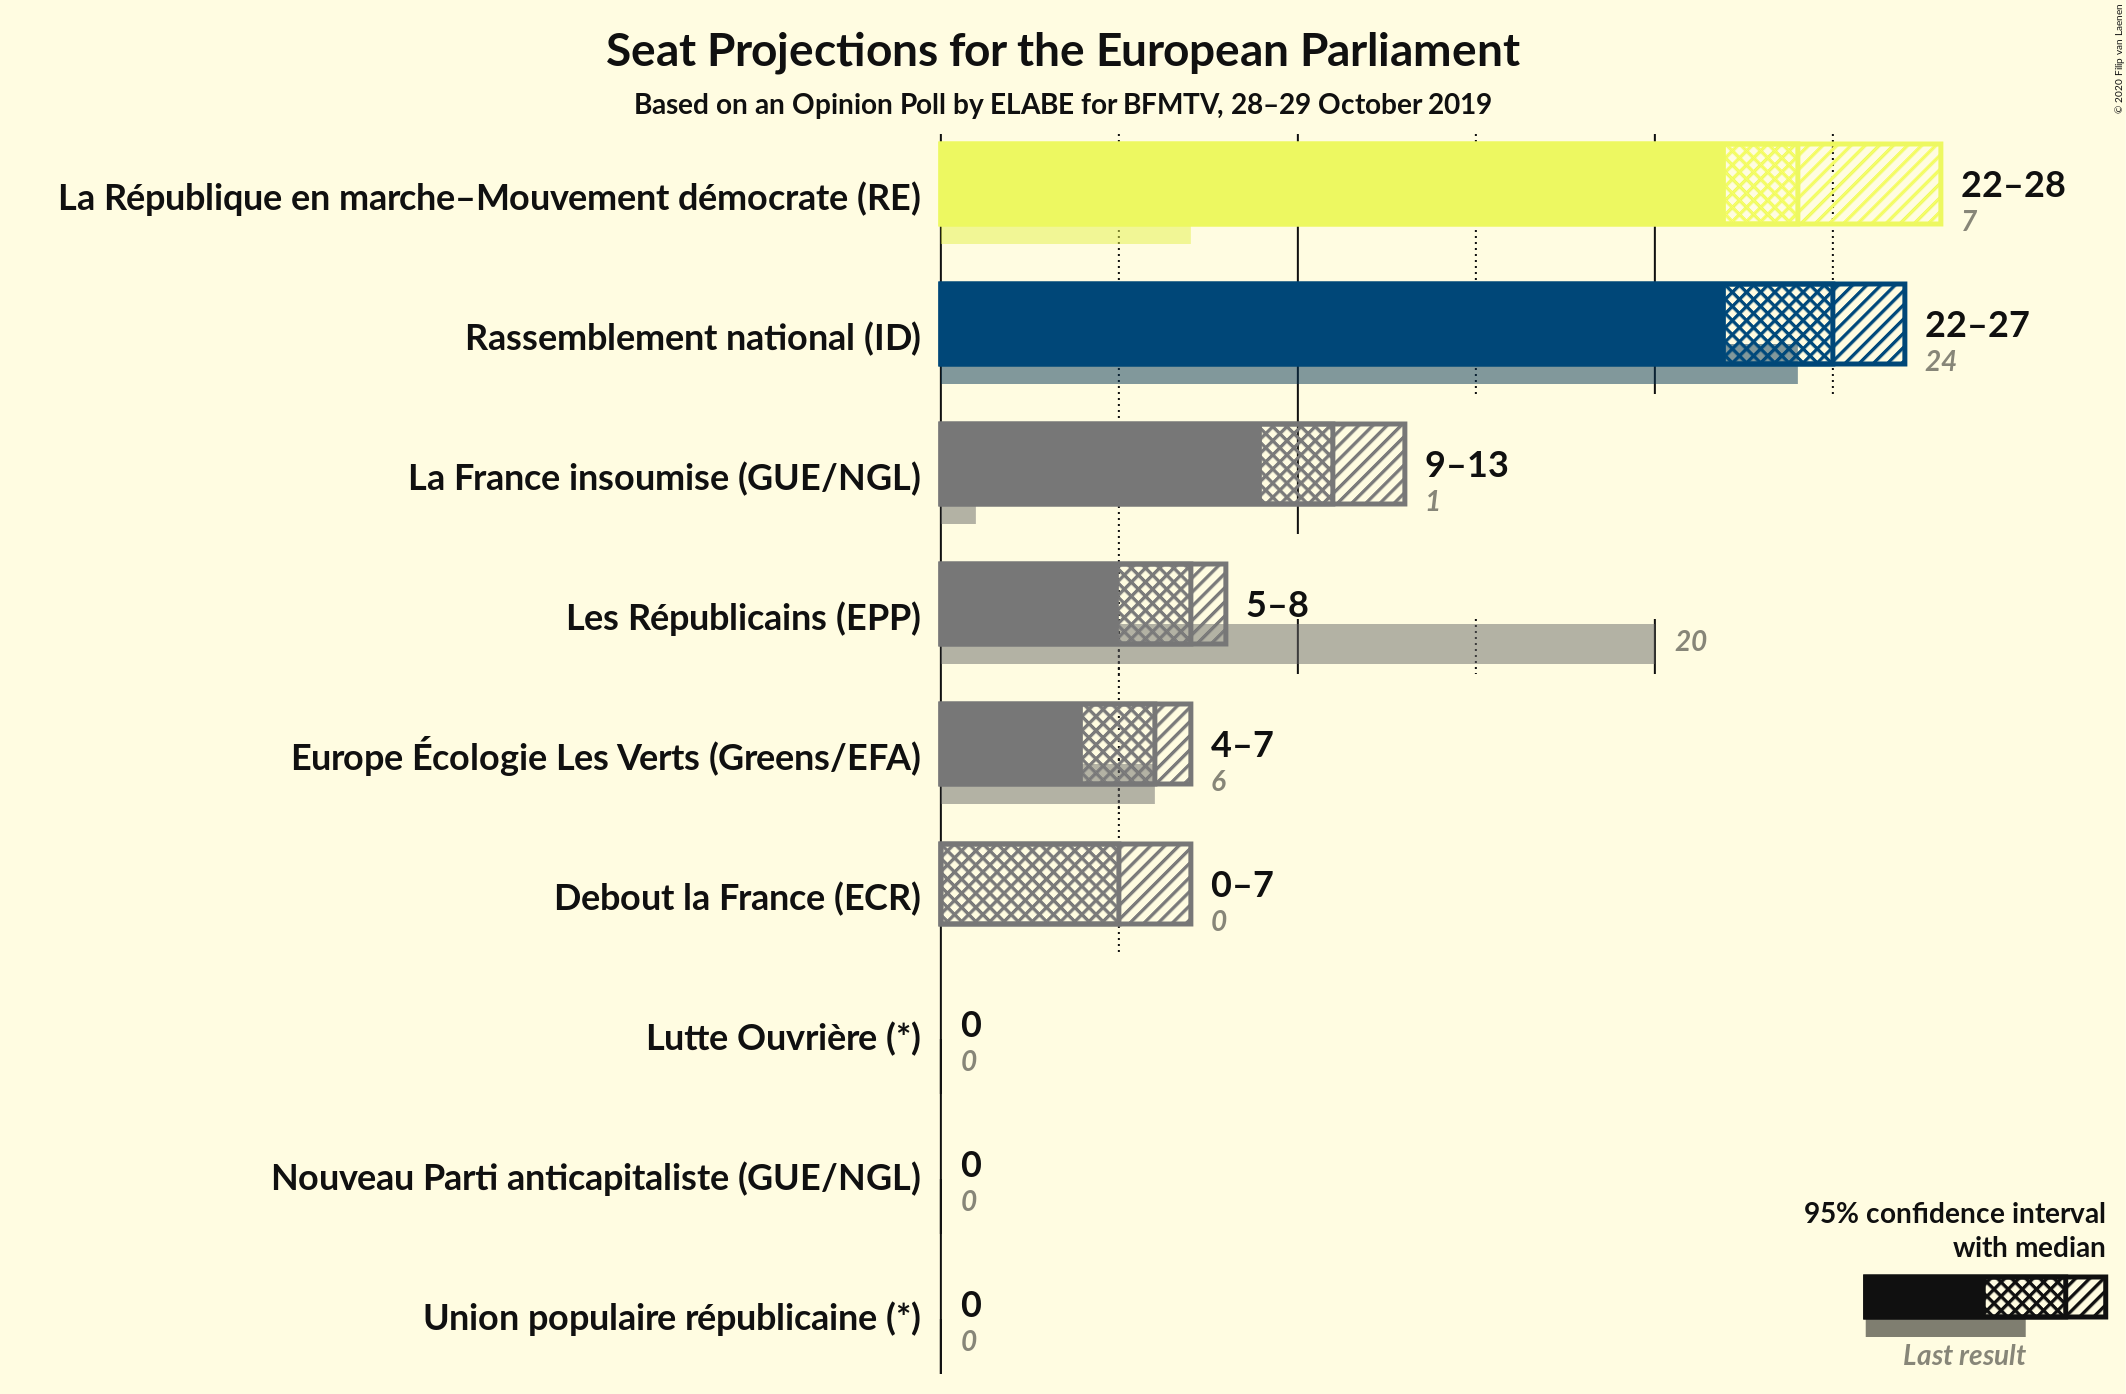 Seat Projections for the European Parliament
Based on an Opinion Poll by ELABE for BFMTV, 28–29 October 2019
© 2020 Filip van Laenen
La République en marche–Mouvement démocrate (RE)
22–28
7
Rassemblement national (ID)
22–27
24
La France insoumise (GUE/NGL)
9–13
1
Les Républicains (EPP)
5–8
20
Europe Écologie Les Verts (Greens/EFA)
4–7
6
Debout la France (ECR)
0–7
0
Lutte Ouvrière (*)
0
0
Nouveau Parti anticapitaliste (GUE/NGL)
0
0
Union populaire républicaine (*)
0
0
95% confidence interval
with median
Last result